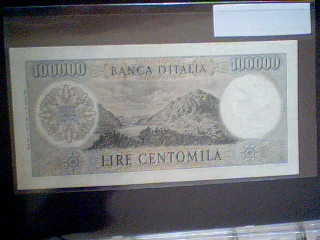 100000 BANCA D'ITALIA 100000
LIRE CENTOMILA